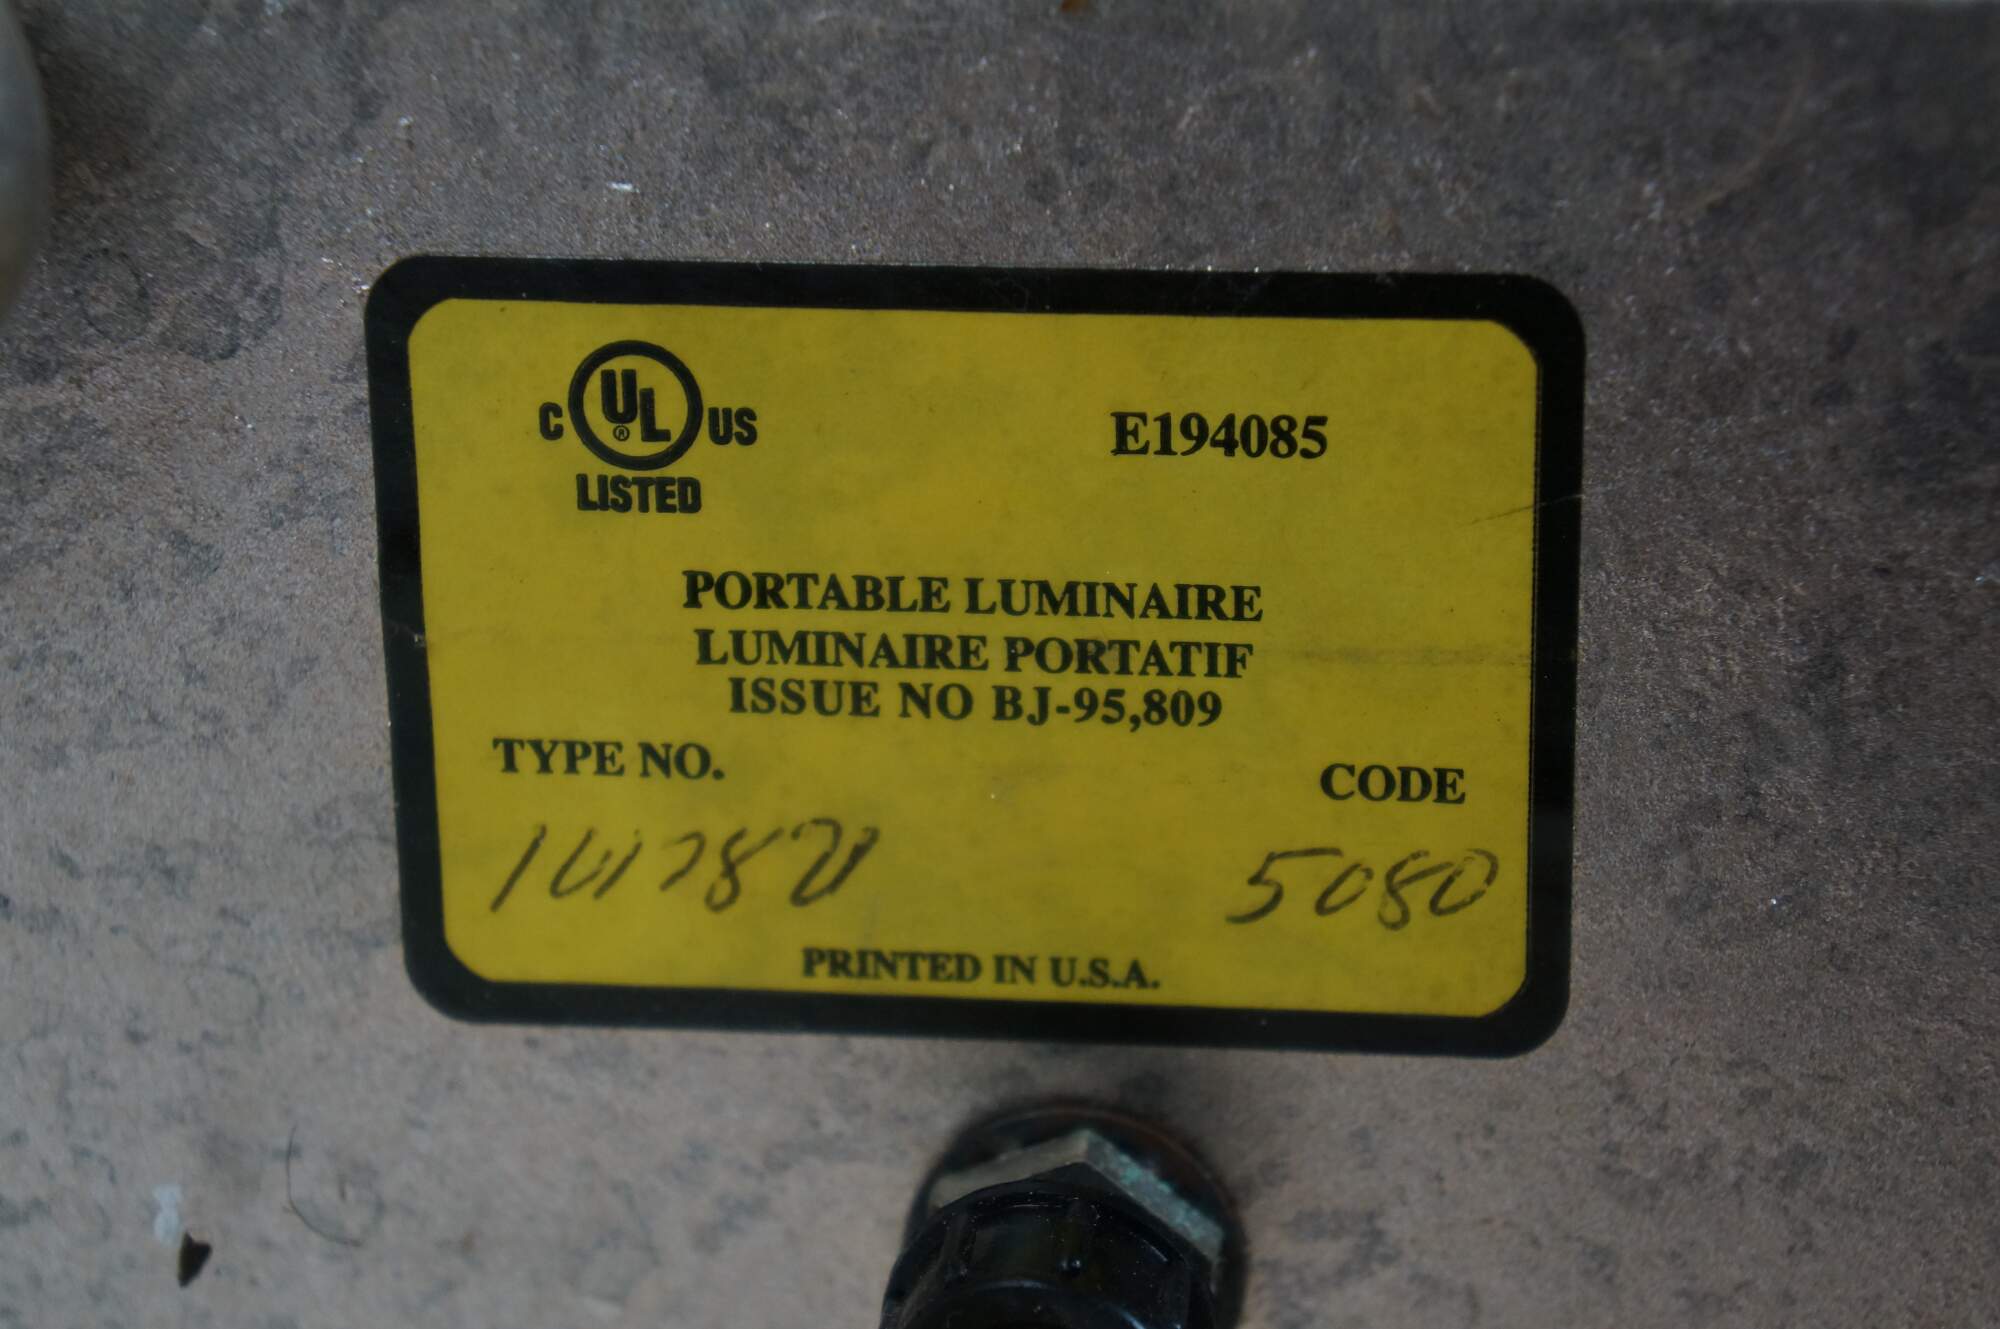 C UL® US E194085
LISTED
PORTABLE LUMINAIRE
LUMINAIRE PORTATIF
ISSUE NO BJ-95,809
TYPE NO. CODE
5080
PRINTED IN U.S.A.